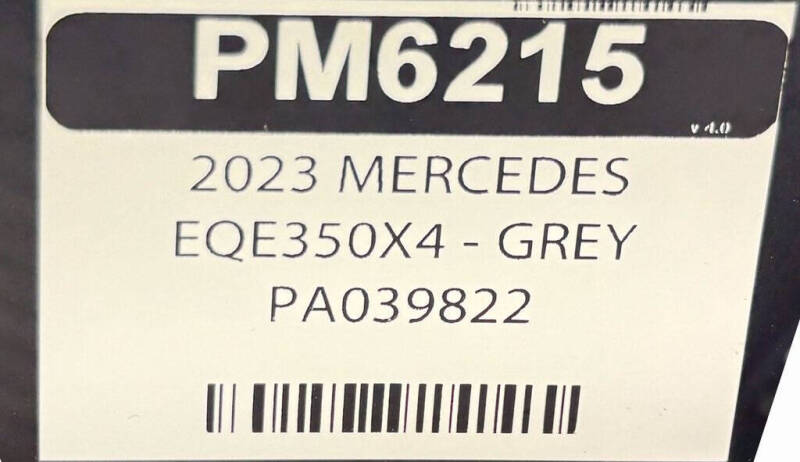 PM6215
v 4.0
2023 MERCEDES
EQE350X4 - GREY
PA039822